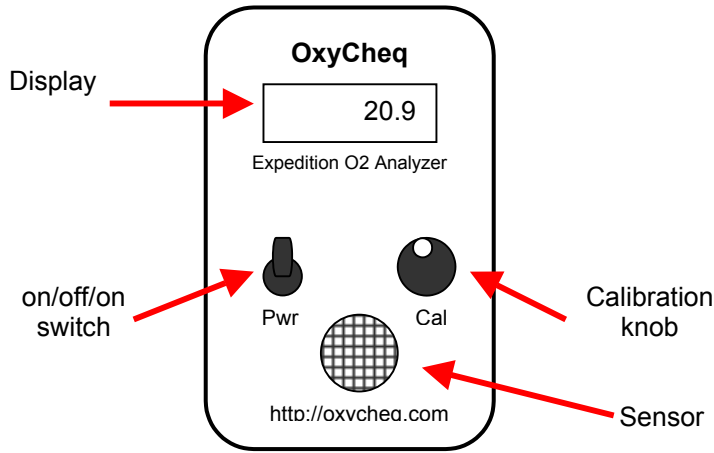 OxyCheq
Display
20.9
Expedition O2 Analyzer
on/off/on
switch
Pwr
Cal
Calibration
knob
http://oxycheq.com
Sensor